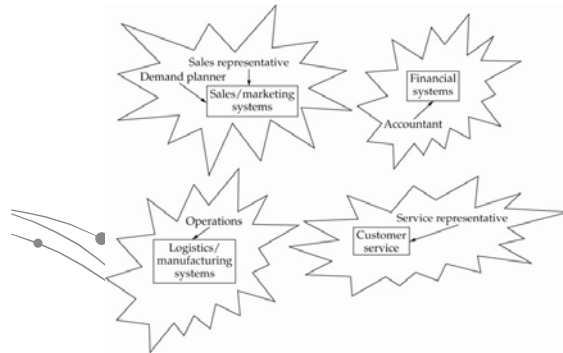 Sales representative
Demand planner
Sales/marketing
systems
Financial
systems
Accountant
Operations
Logistics/
manufacturing
systems
Service representative
Customer
service